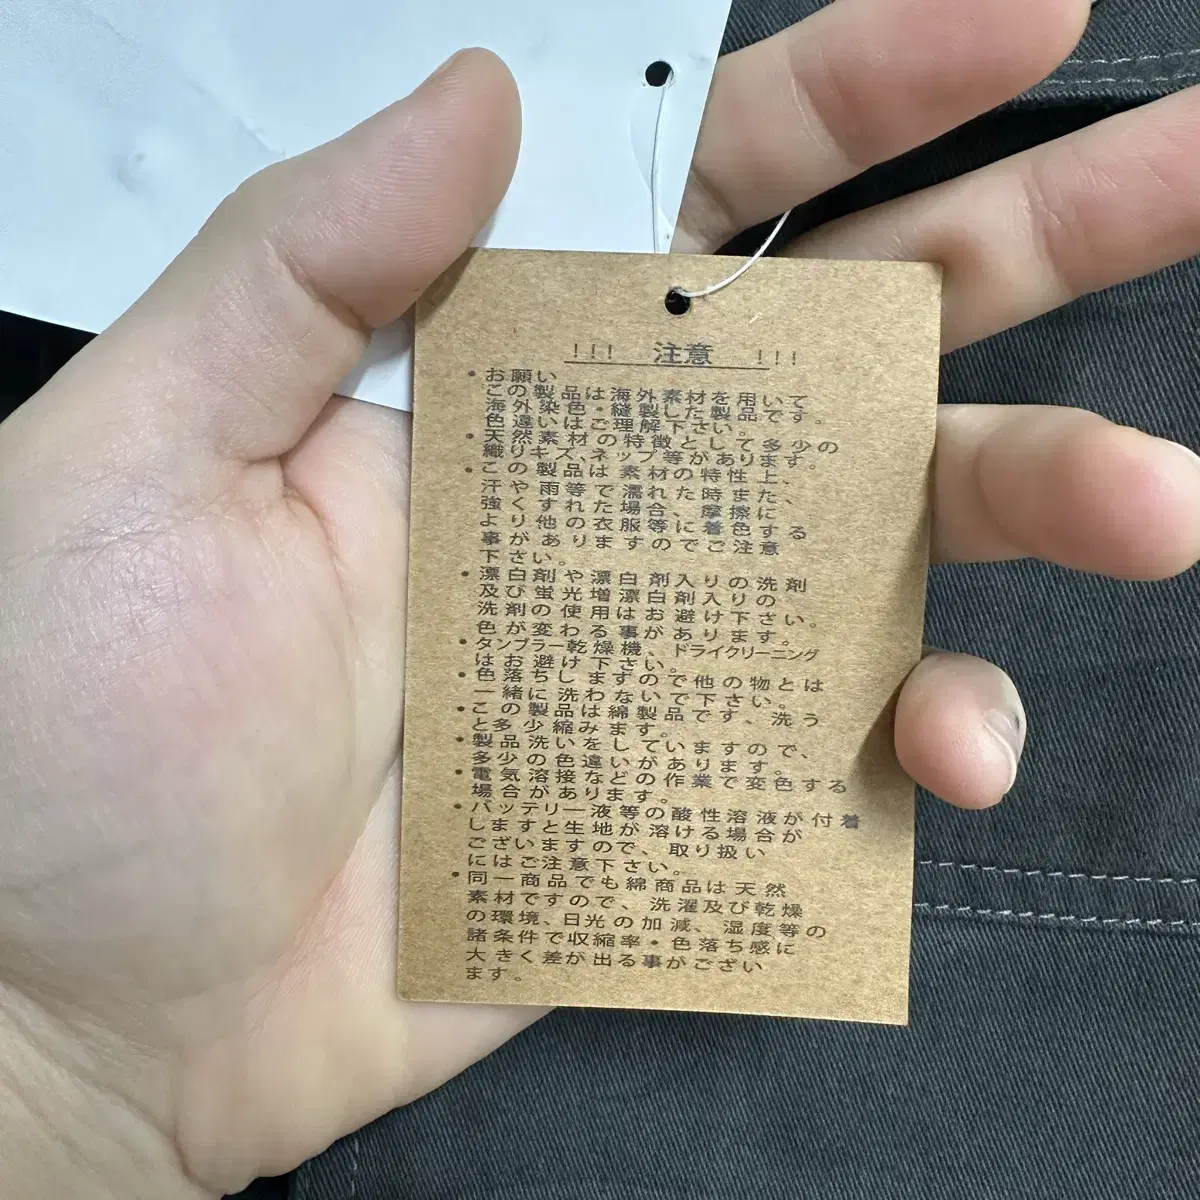 !!! 注意 !!!
• お願い
この製品は海外素材を用いて
海外染色・縫製した製品です。
色違いはご理解下さい。
• 天然素材の特徴として多少の
織りキズ、ネップ等があります。
• この製品は素材の特性上、
汗や雨等で濡れた時また、
強くすれた場合、摩擦に
より他の衣服等に着色する
事がありますのでご注意
下さい。
• 漂白剤や漂白剤入りの洗剤
及び蛍光増漂白剤入りの
洗剤の使用はお避け下さい。
色が変わる事があります。
• タンブラー乾燥機、ドライクリーニング
はお避け下さい。
• 色落ちしますので他の物とは
一緒に洗わないで下さい。
• この製品は綿製品です、洗う
と多少縮みます。
• 製品洗いをしていますので、
多少の色違いがあります。
• 電気溶接などの作業で変色する
場合があります。
• バッテリー液等の酸性溶液が付着
しますと生地が溶ける場合が
ございますので、取り扱い
にはご注意下さい。
• 同一商品でも綿商品は天然
素材ですので、洗濯及び乾燥
の環境、日光の加減、湿度等の
諸条件で収縮率・色落ち感に
大きく差が出る事がござい
ます。